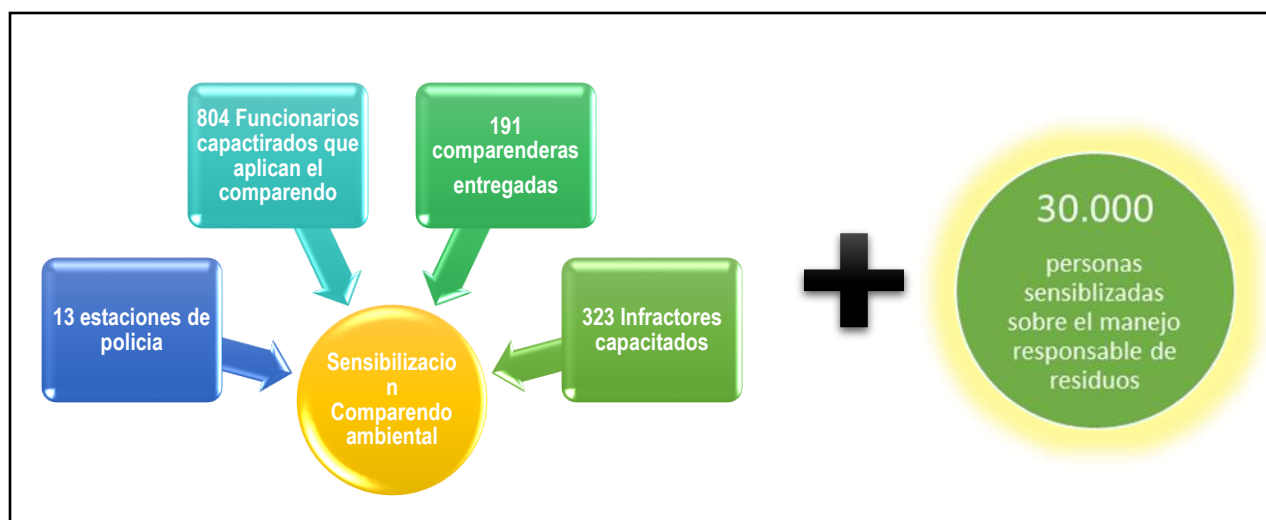 804 Funcionarios
capactirados que
aplican el
comparendo
191
comparenderas
entregadas
13 estaciones de
policia
323 Infractores
capacitados
Sensibilizacio
n
Comparendo
ambiental
30.000
personas
sensiblizadas
sobre el manejo
responsable de
residuos